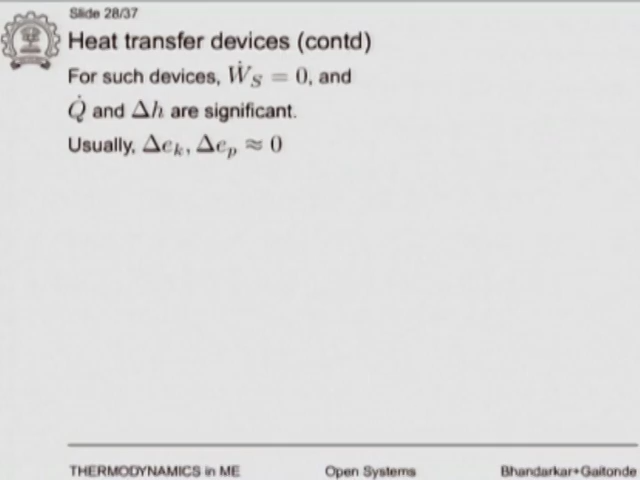 Slide 28/37
Heat transfer devices (contd)
For such devices, Ẇ_S = 0, and
Q̇ and Δh are significant.
Usually, Δe_k, Δe_p ≈ 0
THERMODYNAMICS in ME Open Systems Bhandarkar+Gaitonde